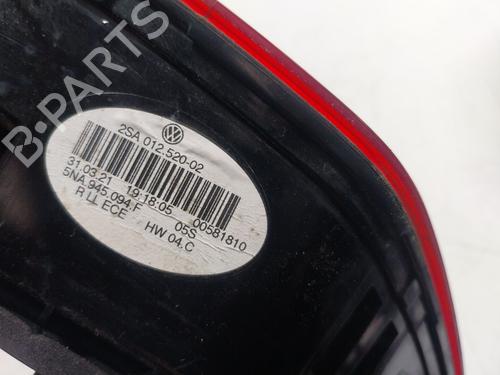 B-PARTS
2SA 012.520-02
31.03.21 19:18:05 05S 00581810
5NA.945.094.F
R LL ECE HW 04.C